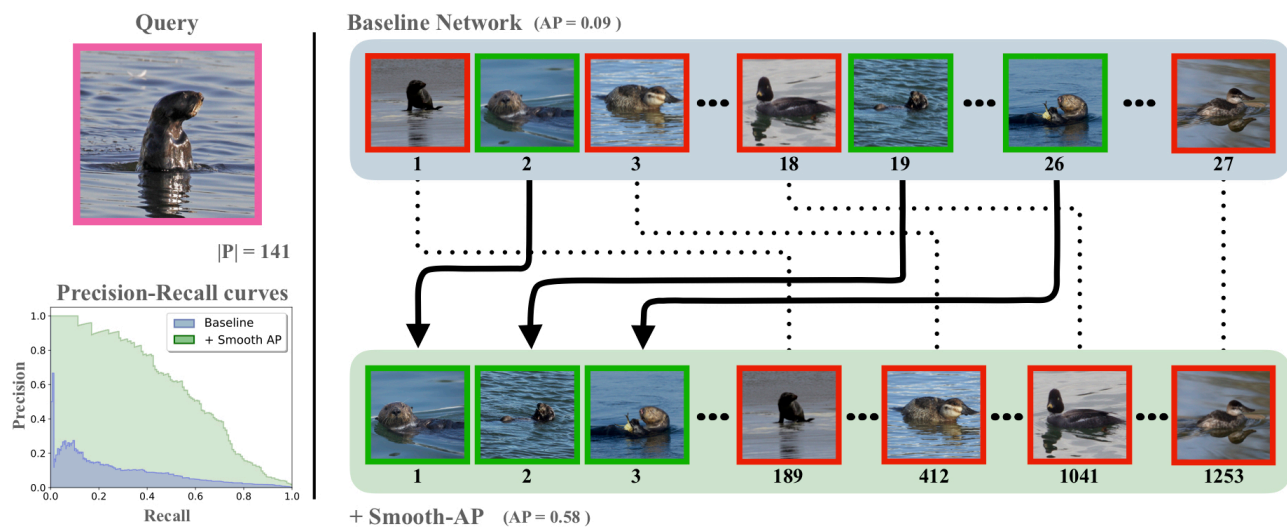 Query
|P| = 141
Precision-Recall curves
Baseline
+ Smooth AP
Precision
1.0
0.8
0.6
0.4
0.2
0.0
0.0 0.2 0.4 0.6 0.8 1.0
Recall
Baseline Network (AP = 0.09)
1 2 3 18 19 26 27
1 2 3 189 412 1041 1253
+ Smooth-AP (AP = 0.58 )